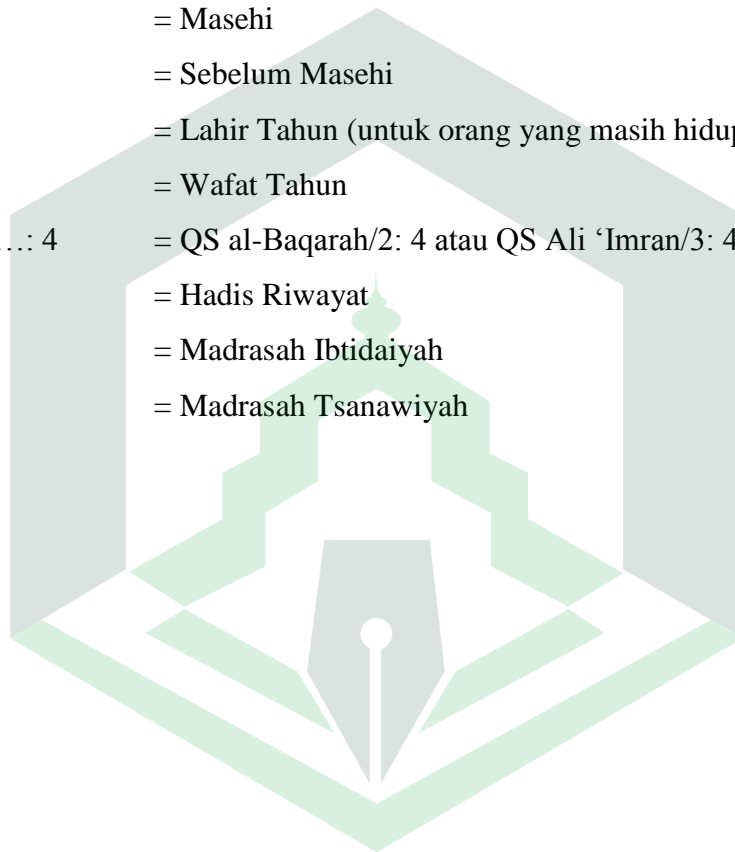 = Masehi
= Sebelum Masehi
= Lahir Tahun (untuk orang yang masih hidup
= Wafat Tahun
…: 4 = QS al-Baqarah/2: 4 atau QS Ali ‘Imran/3: 4
= Hadis Riwayat
= Madrasah Ibtidaiyah
= Madrasah Tsanawiyah